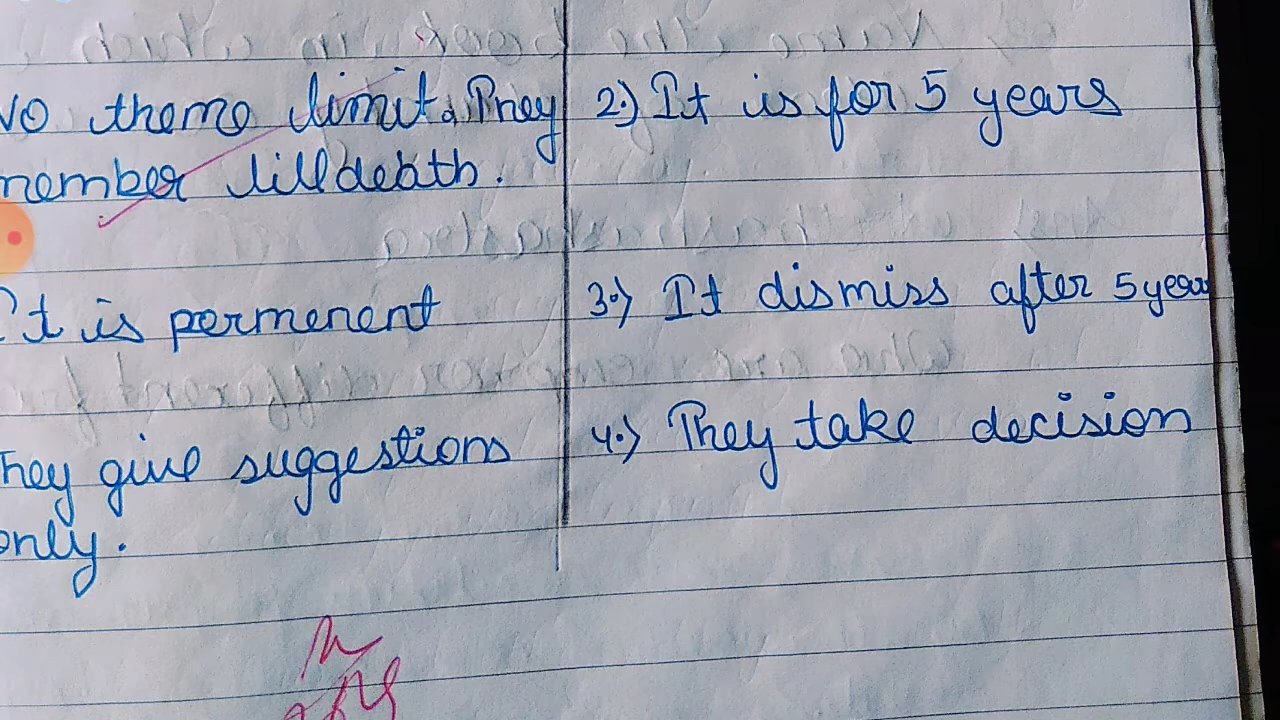 No theme limit. They
member till death.
It is permenent
They give suggestions
only.
2.) It is for 5 years
3.) It dismiss after 5 years
4.) They take decision